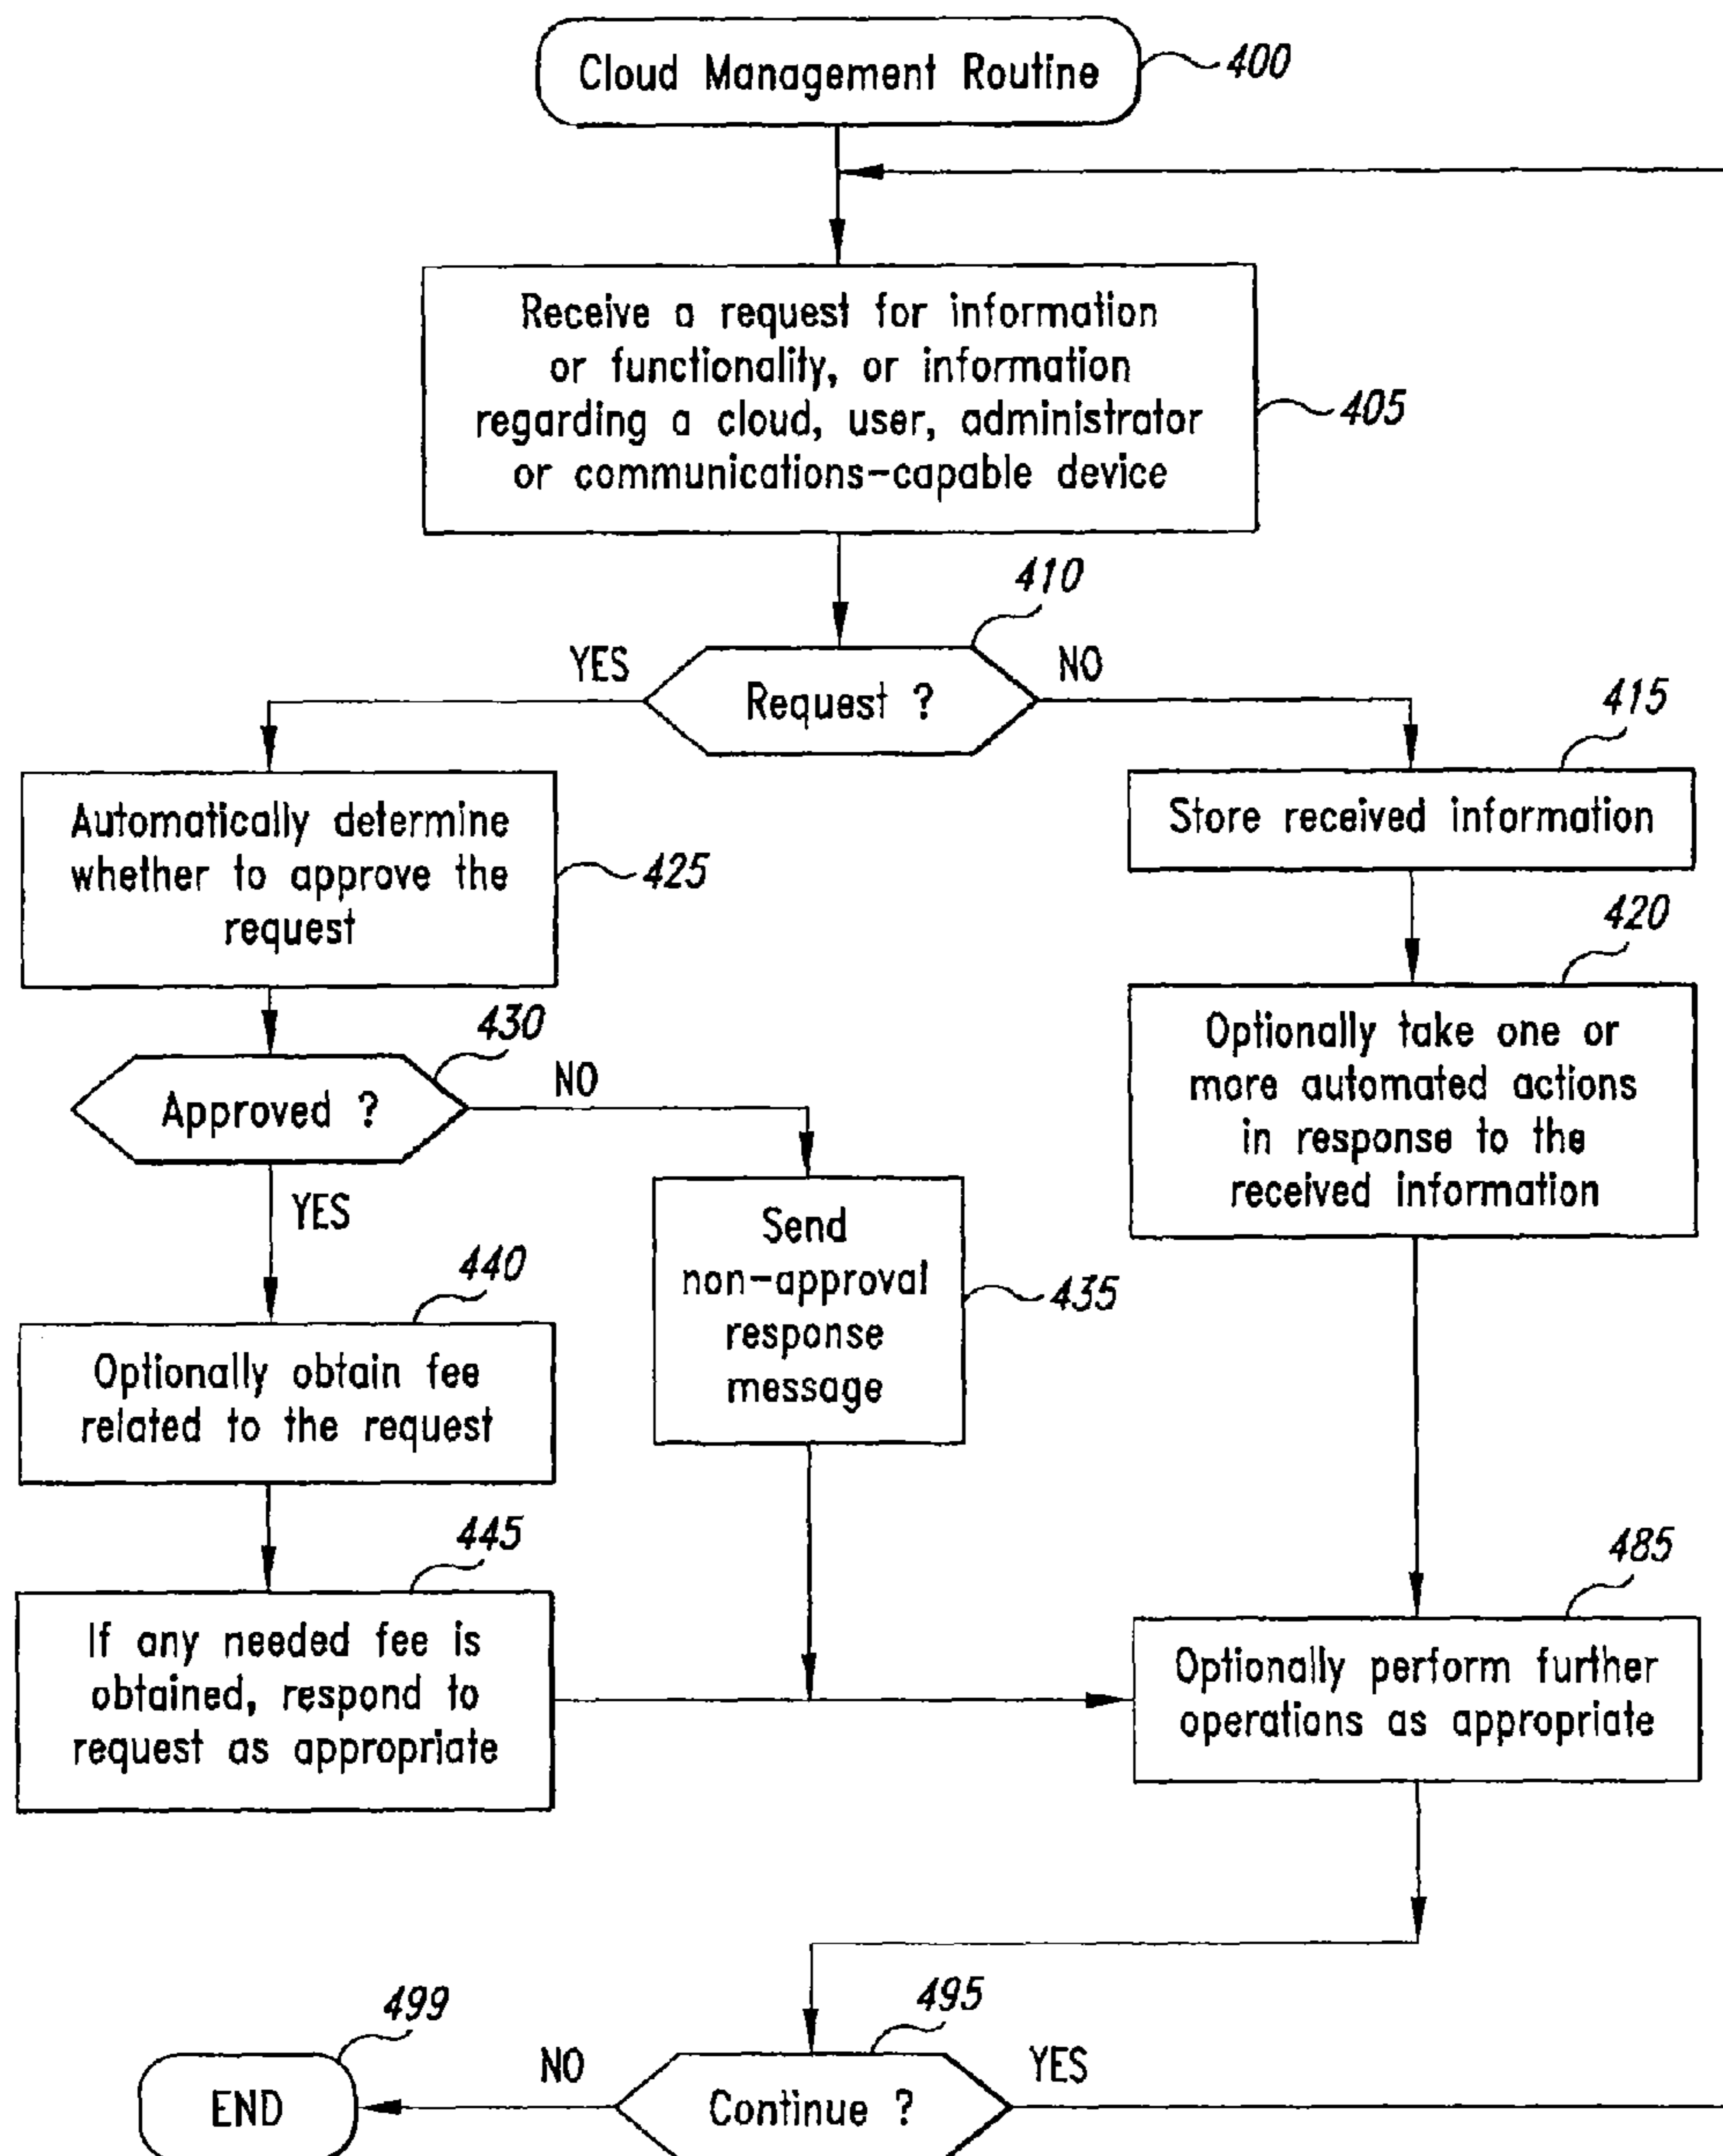 Cloud Management Routine
400
Receive a request for information
or functionality, or information
regarding a cloud, user, administrator
or communications-capable device
405
410
YES
Request ?
NO
415
Store received information
Automatically determine
whether to approve the
request
425
420
Optionally take one or
more automated actions
in response to the
received information
430
Approved ?
NO
YES
Send
non-approval
response
message
435
440
Optionally obtain fee
related to the request
445
If any needed fee is
obtained, respond to
request as appropriate
485
Optionally perform further
operations as appropriate
499
END
NO
495
Continue ?
YES